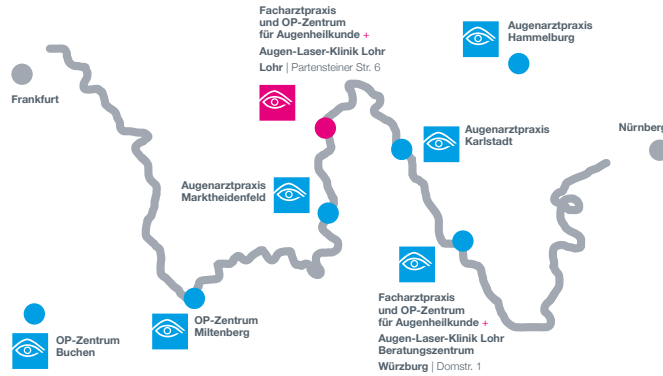 Facharztpraxis
und OP-Zentrum
für Augenheilkunde +
Augen-Laser-Klinik Lohr
Lohr | Partensteiner Str. 6
Augenarztpraxis
Hammelburg
Frankfurt
Augenarztpraxis
Karlstadt
Nürnberg
Augenarztpraxis
Marktheidenfeld
Facharztpraxis
und OP-Zentrum
für Augenheilkunde +
Augen-Laser-Klinik Lohr
Beratungszentrum
Würzburg | Domstr. 1
OP-Zentrum
Miltenberg
OP-Zentrum
Buchen